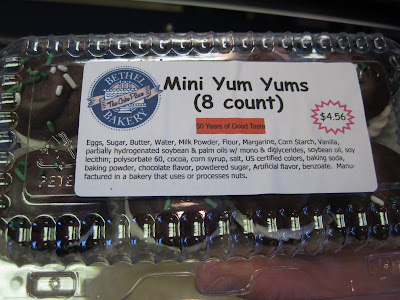 BETHEL
The Cake Place
BAKERY
Mini Yum Yums
(8 count)
$4.56
50 Years of Good Taste
Eggs, Sugar, Butter, Water, Milk Powder, Flour, Margarine, Corn Starch, Vanilla,
partially hydrogenated soybean & palm oils w/ mono & diglycerides, soybean oil, soy
lecithin; polysorbate 60, cocoa, corn syrup, salt, US certified colors, baking soda,
baking powder, chocolate flavor, powdered sugar, Artificial flavor, benzoate. Manu-
factured in a bakery that uses or processes nuts.
PETE